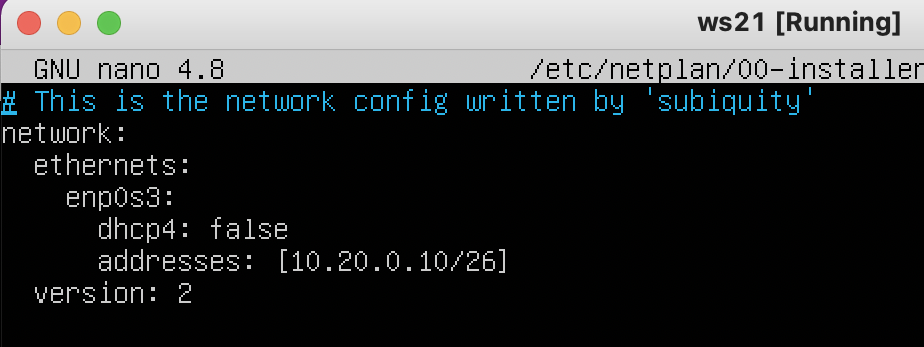 ws21 [Running]
GNU nano 4.8 /etc/netplan/00-installer
# This is the network config written by 'subiquity'
network:
  ethernets:
    enp0s3:
      dhcp4: false
      addresses: [10.20.0.10/26]
  version: 2